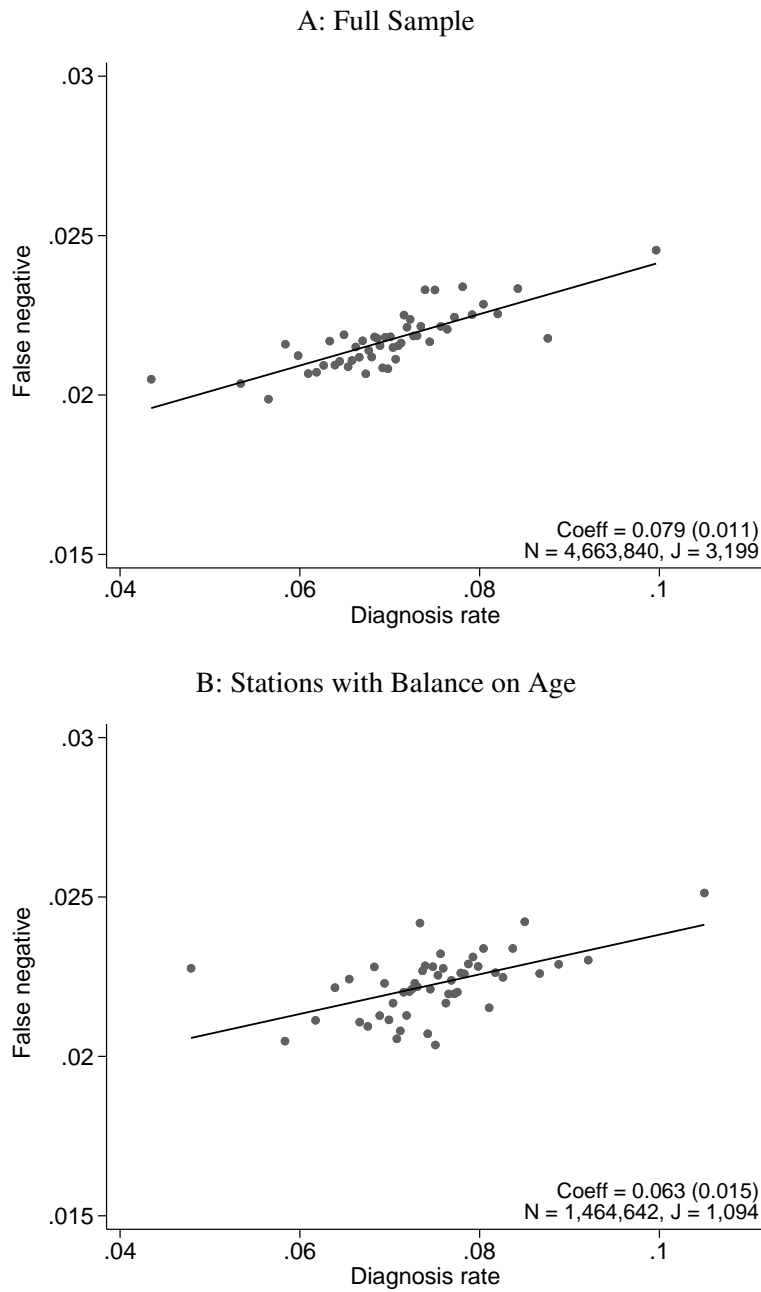 A: Full Sample
.03
.025
.02
.015
False negative
Coeff = 0.079 (0.011)
N = 4,663,840, J = 3,199
.04 .06 .08 .1
Diagnosis rate
B: Stations with Balance on Age
.03
.025
.02
.015
False negative
Coeff = 0.063 (0.015)
N = 1,464,642, J = 1,094
.04 .06 .08 .1
Diagnosis rate